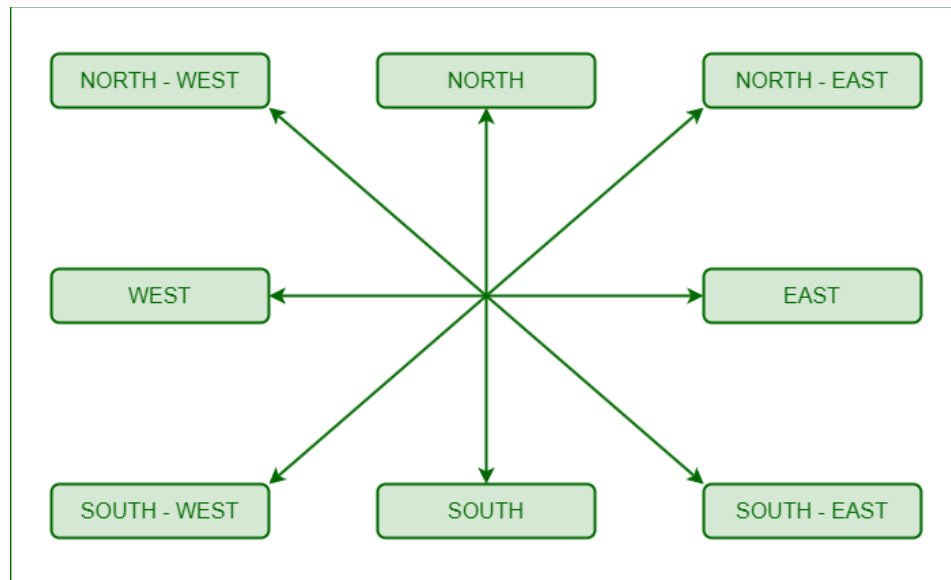 NORTH - WEST
NORTH
NORTH - EAST
WEST
EAST
SOUTH - WEST
SOUTH
SOUTH - EAST